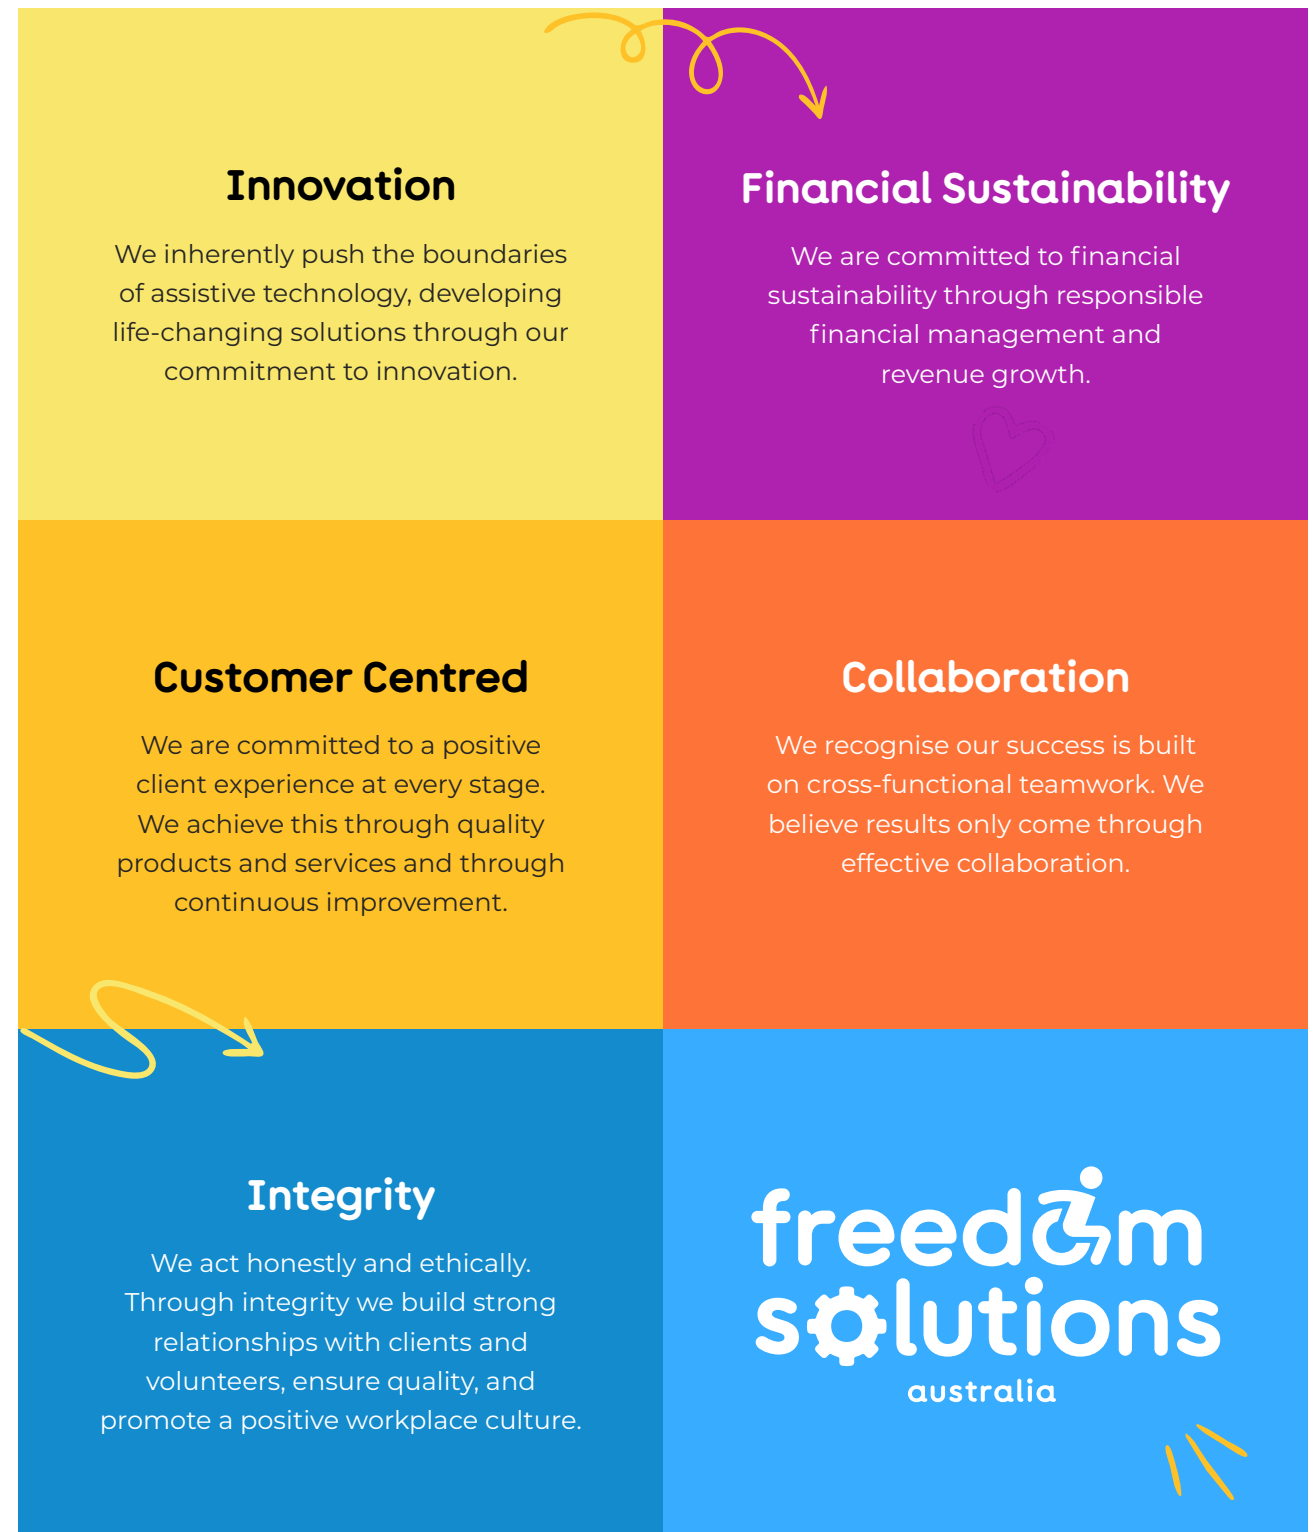 Innovation
We inherently push the boundaries
of assistive technology, developing
life-changing solutions through our
commitment to innovation.
Financial Sustainability
We are committed to financial
sustainability through responsible
financial management and
revenue growth.
Customer Centred
We are committed to a positive
client experience at every stage.
We achieve this through quality
products and services and through
continuous improvement.
Collaboration
We recognise our success is built
on cross-functional teamwork. We
believe results only come through
effective collaboration.
Integrity
We act honestly and ethically.
Through integrity we build strong
relationships with clients and
volunteers, ensure quality, and
promote a positive workplace culture.
freedom
solutions
australia